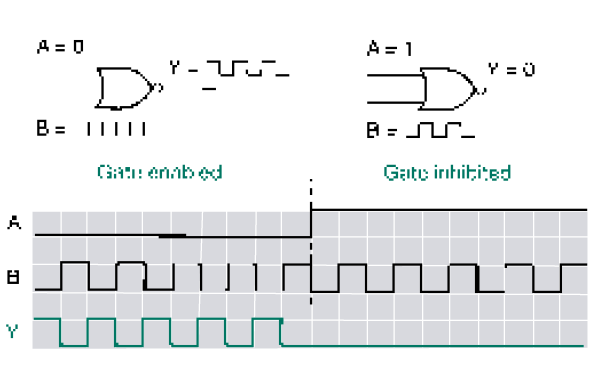 A = 0
Y =
B =
Gate enabled
A = 1
Y = 0
B =
Gate inhibited
A
B
Y